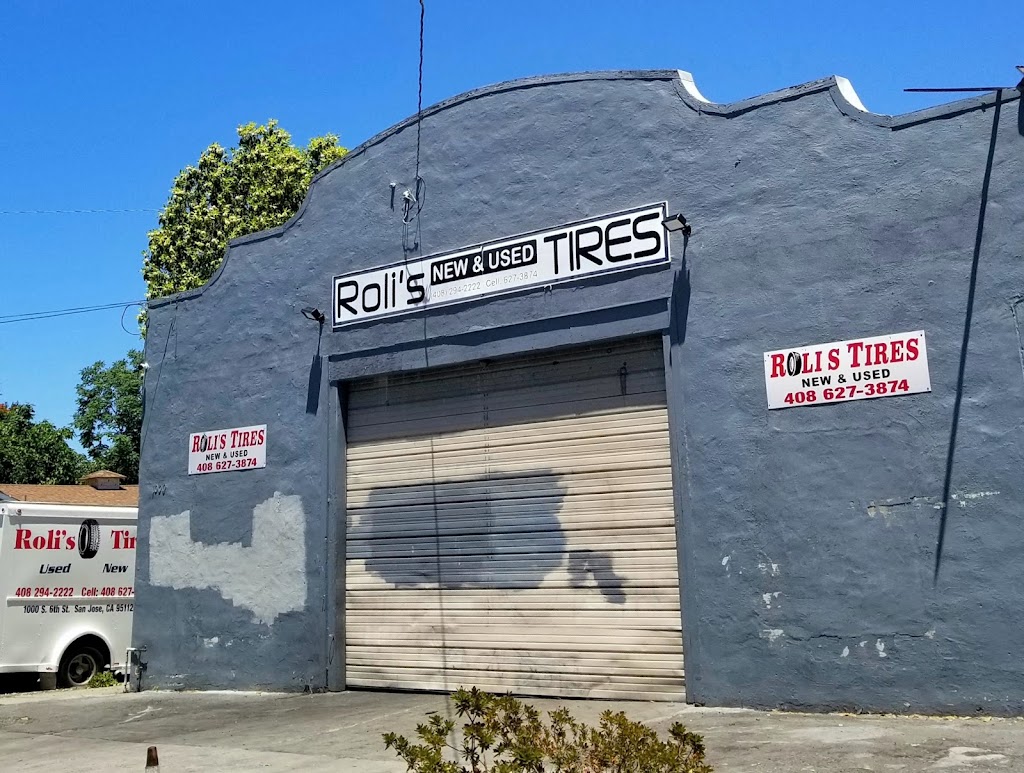 Roli's NEW & USED TIRES
(408) 294-2222 Cell: 627-3874
ROLI'S TIRES
NEW & USED
408 627-3874
ROLI S TIRES
NEW & USED
408 627-3874
1000
Roli's Tir
Used New
408 294-2222 Cell: 408 627-
1000 S. 6th St. San Jose, CA 95112